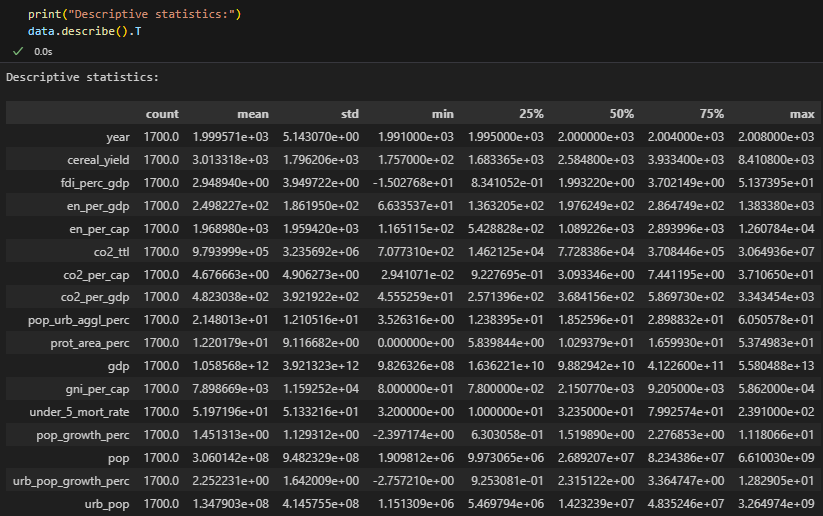 print("Descriptive statistics:")
data.describe().T
0.0s
Descriptive statistics:
count mean std min 25% 50% 75% max
year 1700.0 1.999571e+03 5.143070e+00 1.991000e+03 1.995000e+03 2.000000e+03 2.004000e+03 2.008000e+03
cereal_yield 1700.0 3.013318e+03 1.796206e+03 1.757000e+02 1.683365e+03 2.584800e+03 3.933400e+03 8.410800e+03
fdi_perc_gdp 1700.0 2.948940e+00 3.949722e+00 -1.502768e+01 8.341052e-01 1.993220e+00 3.702149e+00 5.137395e+01
en_per_gdp 1700.0 2.498227e+02 1.861950e+02 6.633537e+01 1.363205e+02 1.976249e+02 2.864749e+02 1.383380e+03
en_per_cap 1700.0 1.968980e+03 1.959420e+03 1.165115e+02 5.428828e+02 1.089226e+03 2.893996e+03 1.260784e+04
co2_ttl 1700.0 9.793999e+05 3.235692e+06 7.077310e+02 1.462125e+04 7.728386e+04 3.708446e+05 3.064936e+07
co2_per_cap 1700.0 4.676663e+00 4.906273e+00 2.941071e-02 9.227695e-01 3.093346e+00 7.441195e+00 3.710650e+01
co2_per_gdp 1700.0 4.823038e+02 3.921922e+02 4.555259e+01 2.571396e+02 3.684156e+02 5.869730e+02 3.343454e+03
pop_urb_aggl_perc 1700.0 2.148013e+01 1.210516e+01 3.526316e+00 1.238395e+01 1.852596e+01 2.898832e+01 6.050578e+01
prot_area_perc 1700.0 1.220179e+01 9.116682e+00 0.000000e+00 5.839844e+00 1.029379e+01 1.659930e+01 5.374983e+01
gdp 1700.0 1.058568e+12 3.921323e+12 9.826326e+08 1.636221e+10 9.882942e+10 4.122600e+11 5.580488e+13
gni_per_cap 1700.0 7.898669e+03 1.159252e+04 8.000000e+01 7.800000e+02 2.150770e+03 9.205000e+03 5.862000e+04
under_5_mort_rate 1700.0 5.197196e+01 5.133216e+01 3.200000e+00 1.000000e+01 3.235000e+01 7.992574e+01 2.391000e+02
pop_growth_perc 1700.0 1.451313e+00 1.129312e+00 -2.397174e+00 6.303058e-01 1.519890e+00 2.276853e+00 1.118066e+01
pop 1700.0 3.060142e+08 9.482329e+08 1.909812e+06 9.973065e+06 2.689207e+07 8.234386e+07 6.610030e+09
urb_pop_growth_perc 1700.0 2.252231e+00 1.642009e+00 -2.757210e+00 9.253081e-01 2.315122e+00 3.364747e+00 1.282905e+01
urb_pop 1700.0 1.347903e+08 4.145755e+08 1.151309e+06 5.469794e+06 1.423239e+07 4.835246e+07 3.264974e+09